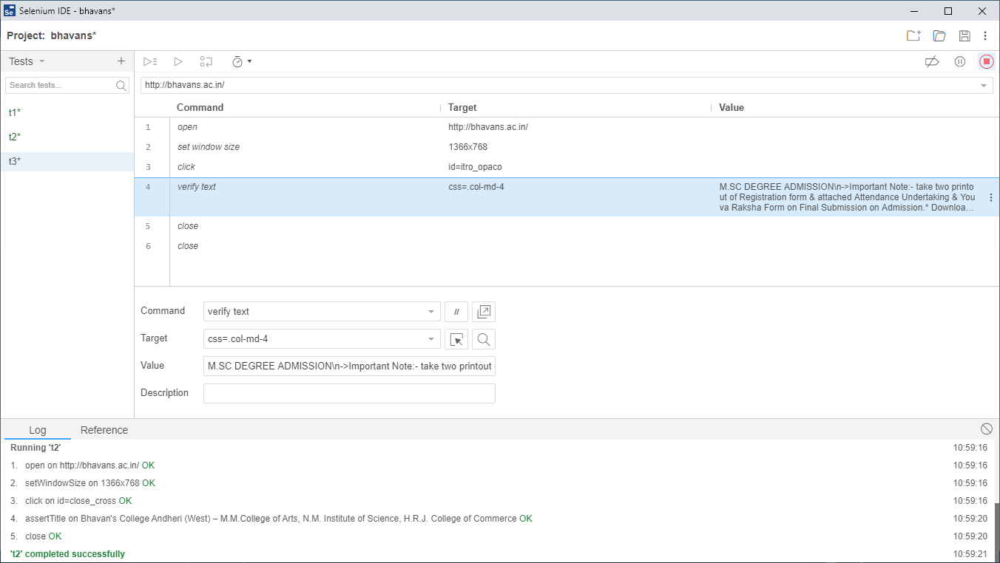 Selenium IDE - bhavans*
Project: bhavans*
Tests
Search tests...
t1*
t2*
t3*
http://bhavans.ac.in/
Command Target Value
1 open http://bhavans.ac.in/
2 set window size 1366x768
3 click id=itro_opaco
4 verify text css=.col-md-4 M.SC DEGREE ADMISSION\n->Important Note:- take two printo
ut of Registration form & attached Attendance Undertaking & You
va Raksha Form on Final Submission on Admission.* Downloa...
5 close
6 close
Command verify text //
Target css=.col-md-4
Value M.SC DEGREE ADMISSION\n->Important Note:- take two printout
Description
Log Reference
Running 't2' 10:59:16
1. open on http://bhavans.ac.in/ OK 10:59:16
2. setWindowSize on 1366x768 OK 10:59:16
3. click on id=close_cross OK 10:59:16
4. assertTitle on Bhavan's College Andheri (West) – M.M.College of Arts, N.M. Institute of Science, H.R.J. College of Commerce OK 10:59:20
5. close OK 10:59:20
't2' completed successfully 10:59:21